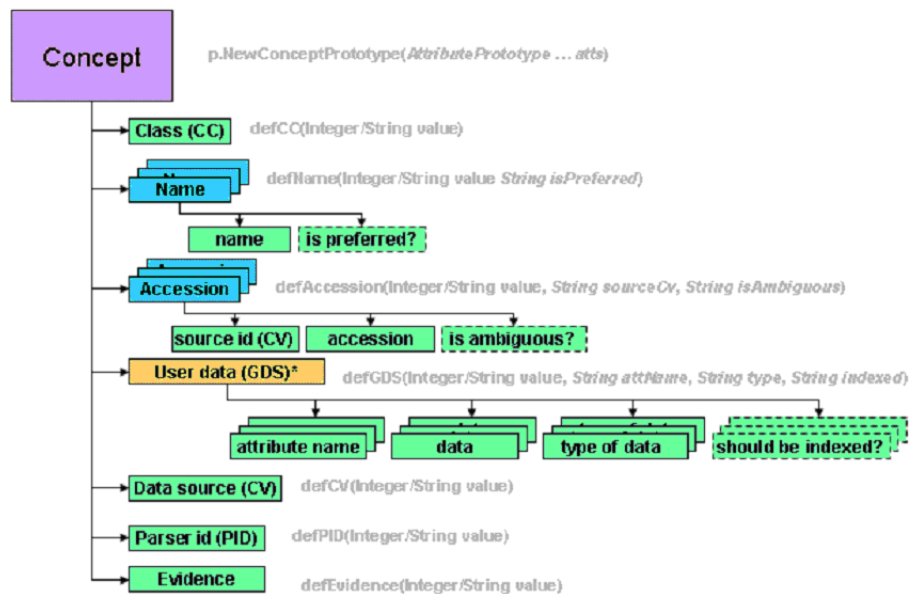 Concept
p.NewConceptPrototype(AttributePrototype ... atts)
Class (CC)
defCC(Integer/String value)
Name
defName(Integer/String value String isPreferred)
name
is preferred?
Accession
defAccession(Integer/String value, String sourceCv, String isAmbiguous)
source id (CV)
accession
is ambiguous?
User data (GDS)*
defGDS(Integer/String value, String attName, String type, String indexed)
attribute name
data
type of data
should be indexed?
Data source (CV)
defCV(Integer/String value)
Parser id (PID)
defPID(Integer/String value)
Evidence
defEvidence(Integer/String value)